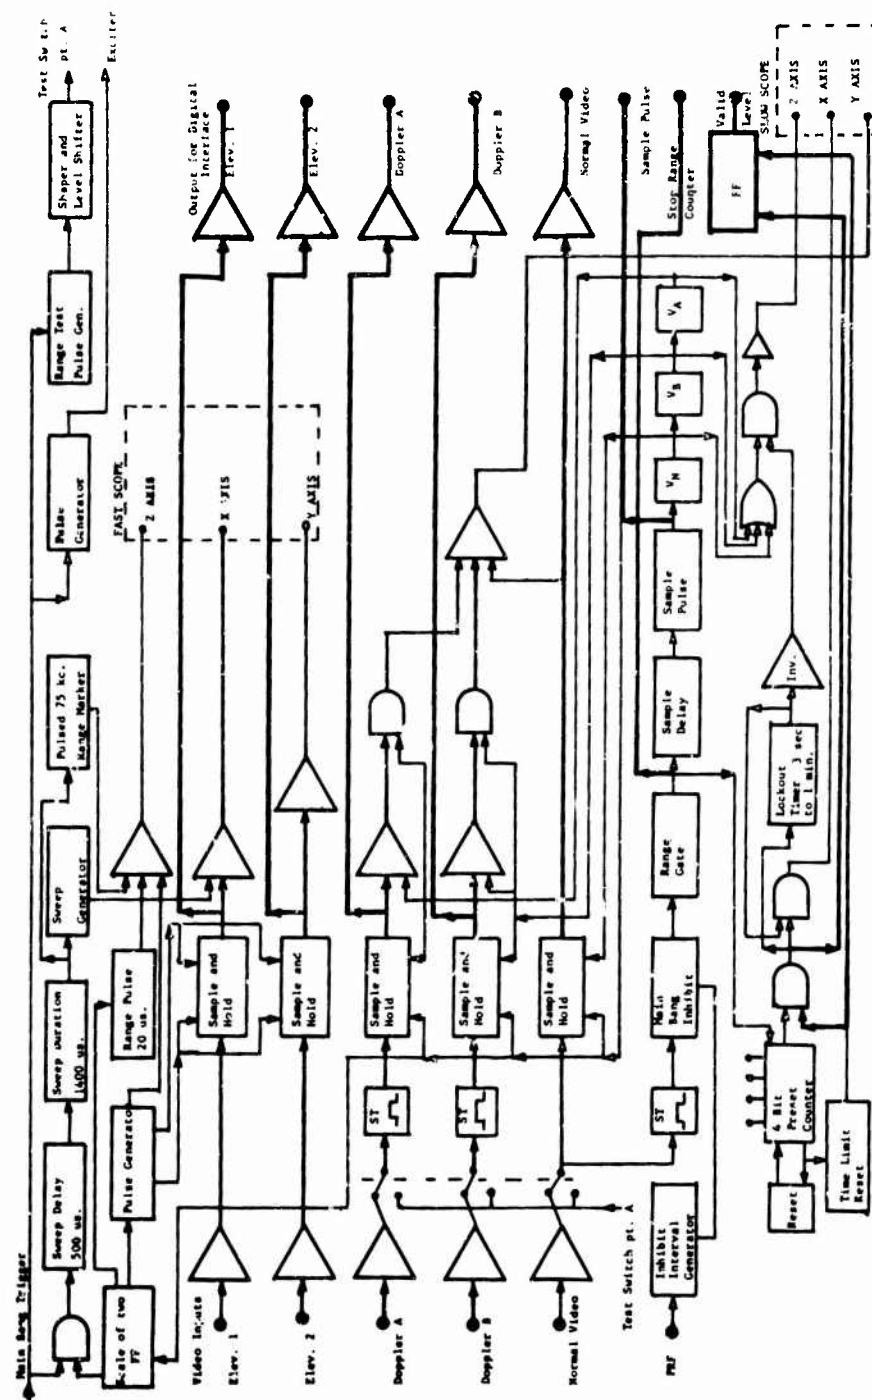 Main Bang Trigger
Scale of two
FF
Sweep Delay
500 us.
Sweep Duration
1400 us.
Sweep
Generator
Pulsed 75 kc.
Range Marker
Pulse
Generator
Range Test
Pulse Gen.
Shaper and
Level Shifter
Test Switch
pt. A
Exciter
Pulse Generator
Range Pulse
20 us.
FAST SCOPE
Z AXIS
X AXIS
Y AXIS
Video Inputs
Elev. 1
Elev. 2
Doppler A
Doppler B
Normal Video
Test Switch pt. A
PRF
Sample and
Hold
Sample and
Hold
Sample and
Hold
Sample and
Hold
Sample and
Hold
ST
ST
ST
Output for Digital
Interface
Elev. 1
Elev. 2
Doppler A
Doppler B
Normal Video
Sample Pulse
Stop Range
Counter
Inhibit
Interval
Generator
Main
Bang
Inhibit
Range
Gate
Sample
Delay
Sample
Pulse
V_N
V_B
V_A
FF
Valid
Level
SLOW SCOPE
Z AXIS
X AXIS
Y AXIS
Reset
Time Limit
Reset
4 Bit
Preset
Counter
Lockout
Timer 3 sec
to 1 min.
Inv.